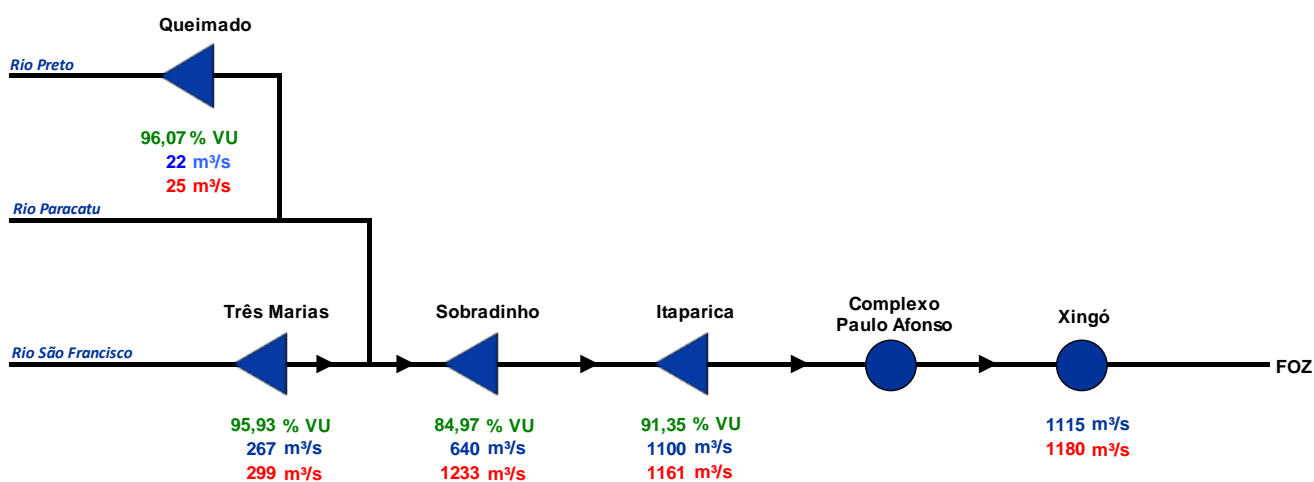 Queimado
Rio Preto
96,07 % VU
22 m³/s
25 m³/s
Rio Paracatu
Três Marias
Sobradinho
Itaparica
Complexo
Paulo Afonso
Xingó
Rio São Francisco
FOZ
95,93 % VU
267 m³/s
299 m³/s
84,97 % VU
640 m³/s
1233 m³/s
91,35 % VU
1100 m³/s
1161 m³/s
1115 m³/s
1180 m³/s